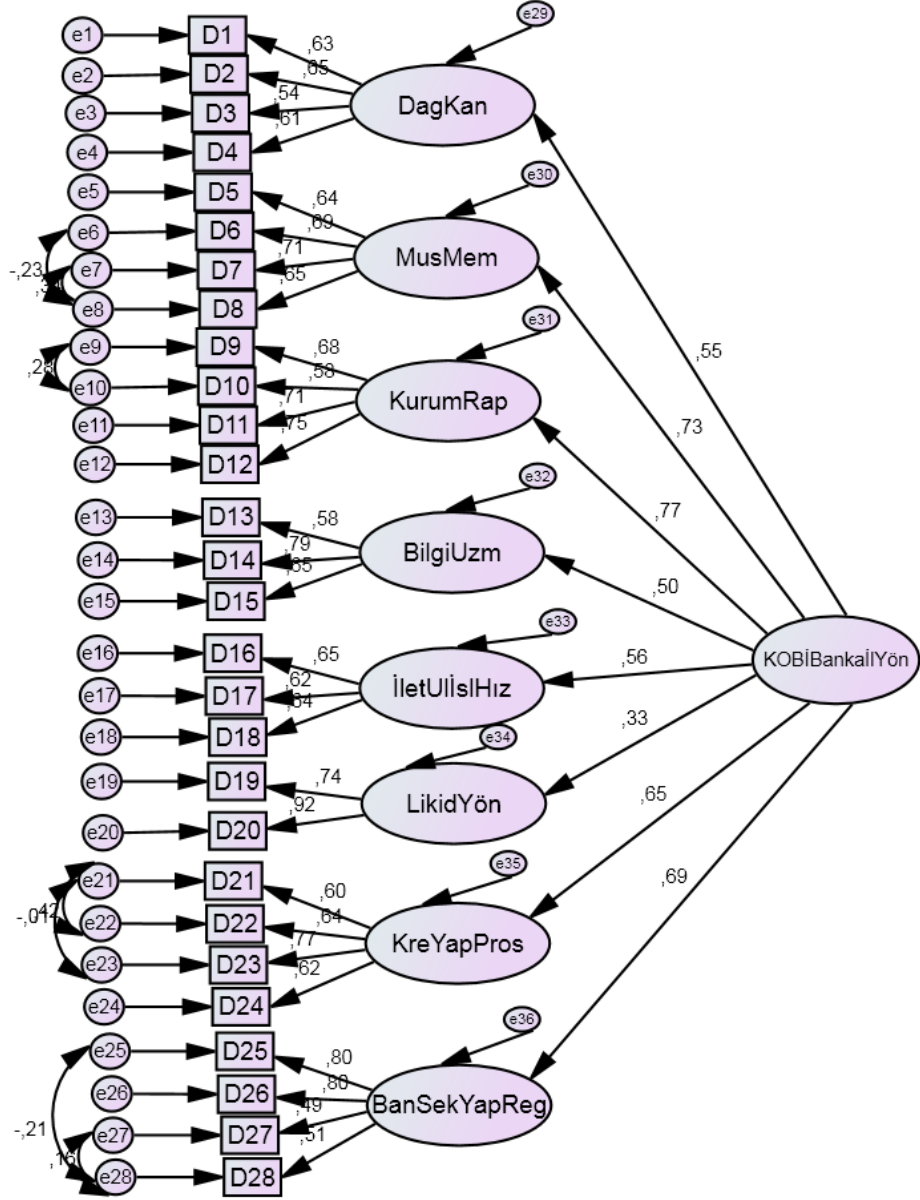 e29
e1
D1
,63
e2
D2
,65
DagKan
e3
D3
,54
e4
D4
,61
e30
e5
D5
,64
e6
D6
,69
-,23
e7
D7
,71
MusMem
e8
D8
,65
e31
e9
D9
,68
,28
e10
D10
,58
KurumRap
e11
D11
,71
e12
D12
,75
,55
,73
,77
e32
e13
D13
,58
e14
D14
,79
BilgiUzm
e15
D15
,50
e33
e16
D16
,65
e17
D17
,62
İletUlİslHız
,56
KOBİBankaİlYön
e18
D18
e34
,33
e19
D19
,74
LikidYön
e20
D20
,92
,65
e35
e21
D21
,60
-,01
e22
D22
,64
KreYapPros
e23
D23
,77
e24
D24
,62
,69
e36
e25
D25
,80
e26
D26
,80
BanSekYapReg
-,21
e27
D27
,49
e28
D28
,51